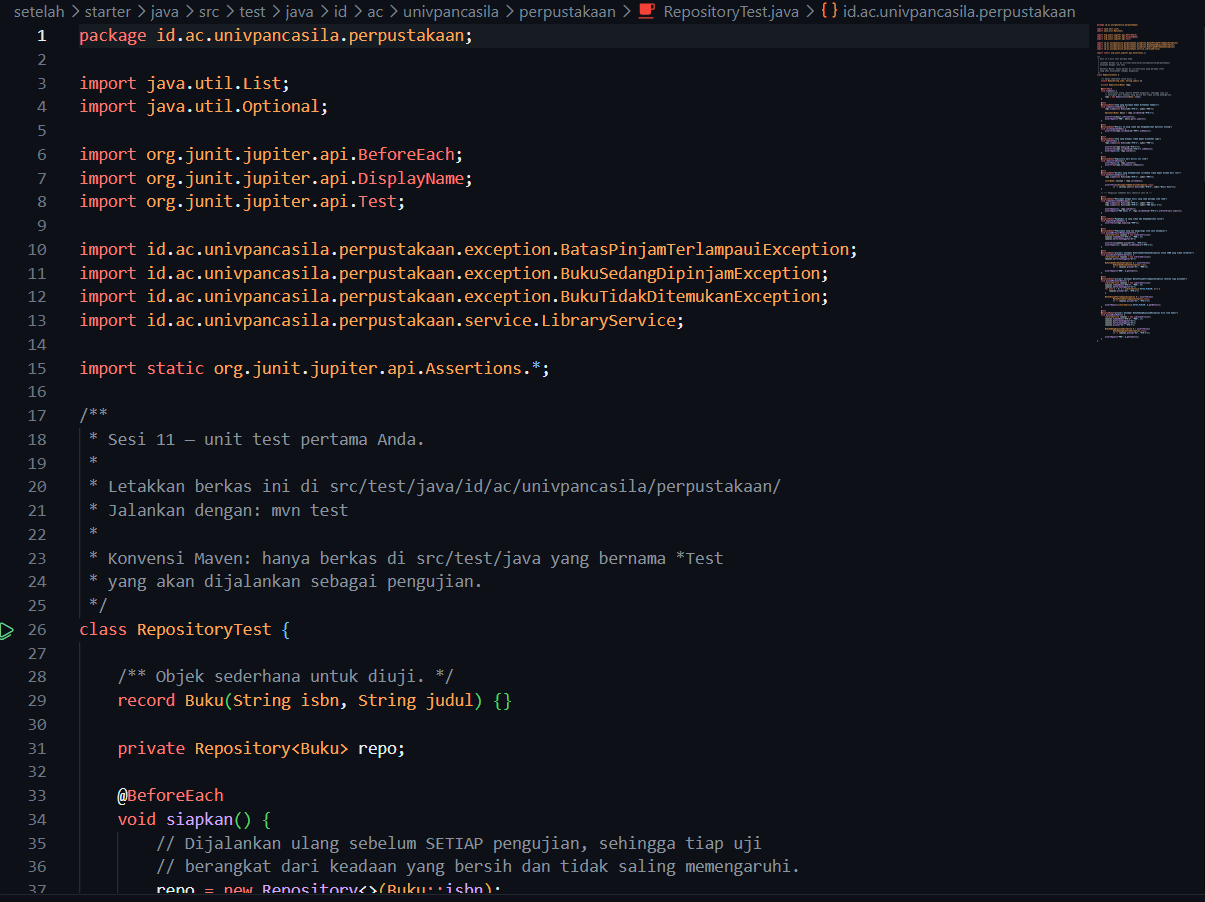 setelah > starter > java > src > test > java > id > ac > univpancasila > perpustakaan > RepositoryTest.java > {} id.ac.univpancasila.perpustakaan
1 package id.ac.univpancasila.perpustakaan;
2
3 import java.util.List;
4 import java.util.Optional;
5
6 import org.junit.jupiter.api.BeforeEach;
7 import org.junit.jupiter.api.DisplayName;
8 import org.junit.jupiter.api.Test;
9
10 import id.ac.univpancasila.perpustakaan.exception.BatasPinjamTerlampauiException;
11 import id.ac.univpancasila.perpustakaan.exception.BukuSedangDipinjamException;
12 import id.ac.univpancasila.perpustakaan.exception.BukuTidakDitemukanException;
13 import id.ac.univpancasila.perpustakaan.service.LibraryService;
14
15 import static org.junit.jupiter.api.Assertions.*;
16
17 /**
18  * Sesi 11 — unit test pertama Anda.
19  *
20  * Letakkan berkas ini di src/test/java/id/ac/univpancasila/perpustakaan/
21  * Jalankan dengan: mvn test
22  *
23  * Konvensi Maven: hanya berkas di src/test/java yang bernama *Test
24  * yang akan dijalankan sebagai pengujian.
25  */
26 class RepositoryTest {
27
28     /** Objek sederhana untuk diuji. */
29     record Buku(String isbn, String judul) {}
30
31     private Repository<Buku> repo;
32
33     @BeforeEach
34     void siapkan() {
35         // Dijalankan ulang sebelum SETIAP pengujian, sehingga tiap uji
36         // berangkat dari keadaan yang bersih dan tidak saling memengaruhi.
37         repo = new Repository<>(Buku::isbn);